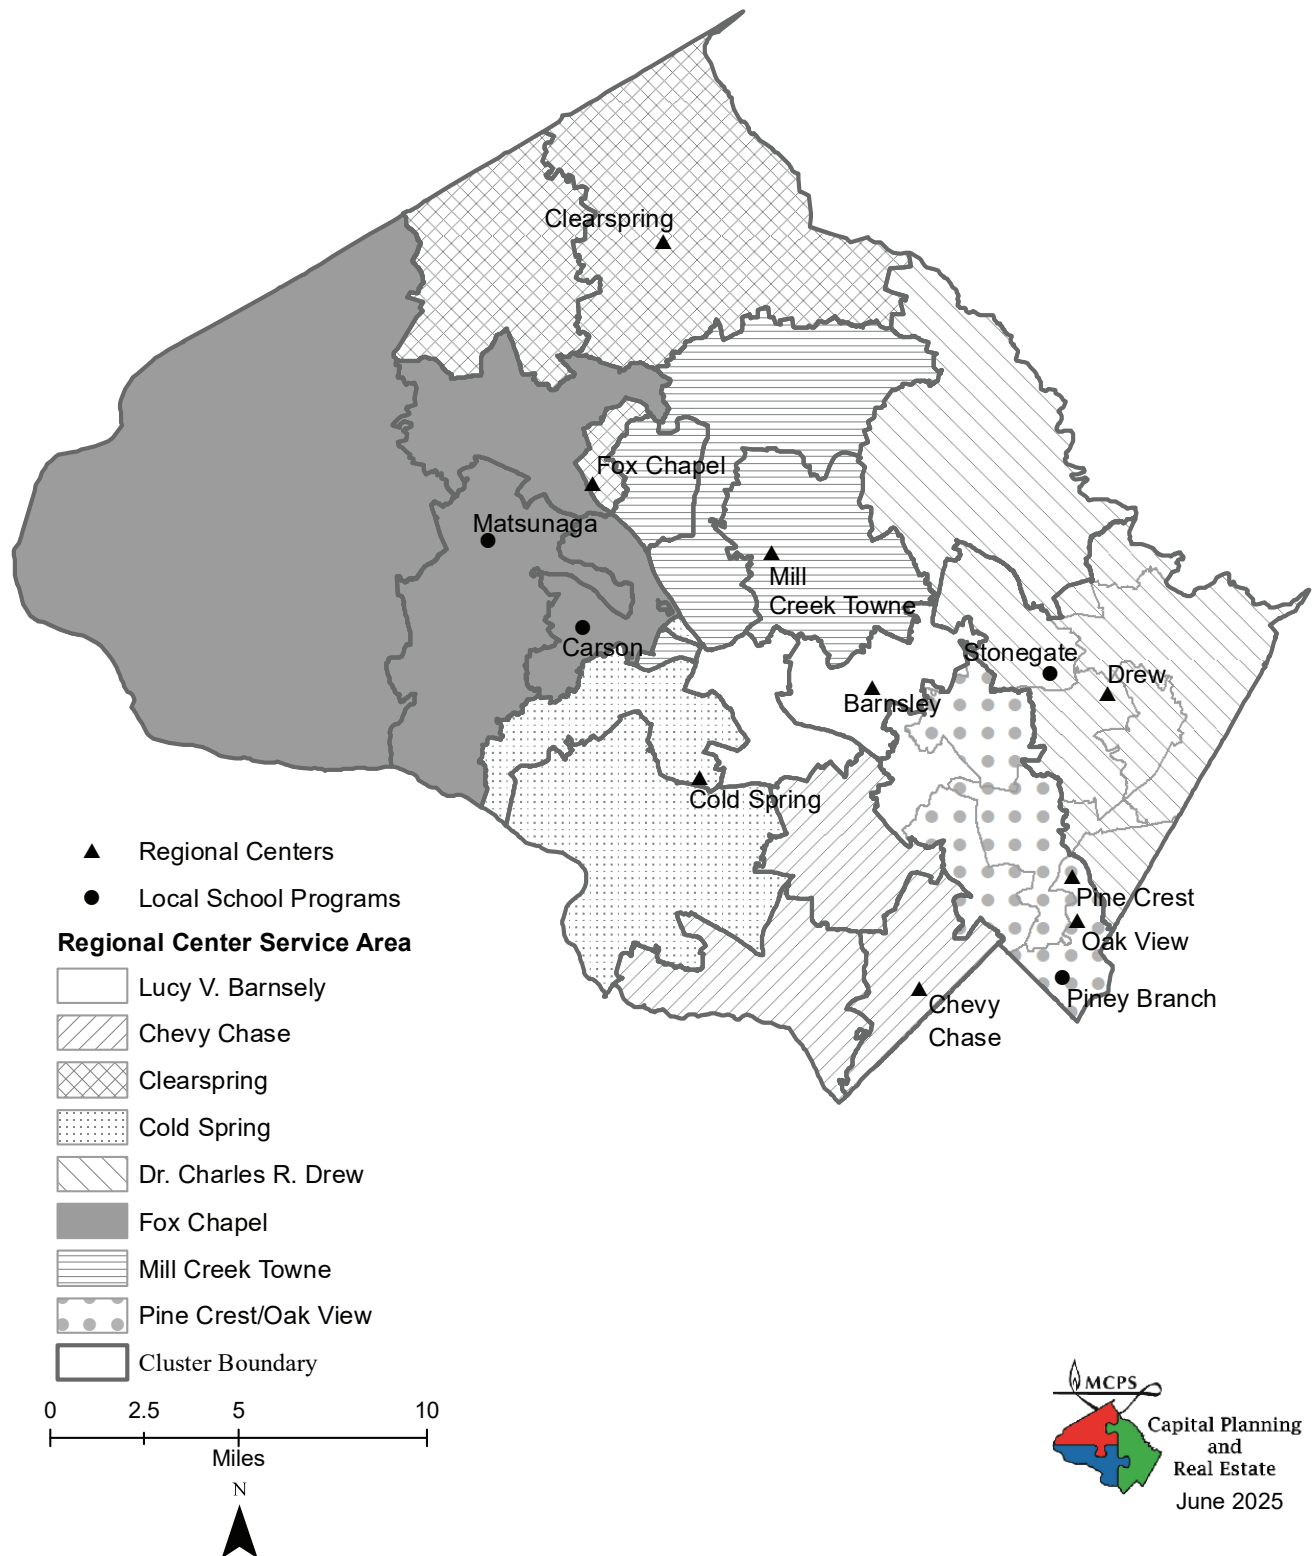 Clearspring
Fox Chapel
Matsunaga
Mill
Creek Towne
Carson
Stonegate
Drew
Barnsley
Cold Spring
Pine Crest
Oak View
Piney Branch
Chevy
Chase
Regional Centers
Local School Programs
Regional Center Service Area
Lucy V. Barnsely
Chevy Chase
Clearspring
Cold Spring
Dr. Charles R. Drew
Fox Chapel
Mill Creek Towne
Pine Crest/Oak View
Cluster Boundary
0 2.5 5 10
Miles
N
MCPS
Capital Planning
and
Real Estate
June 2025